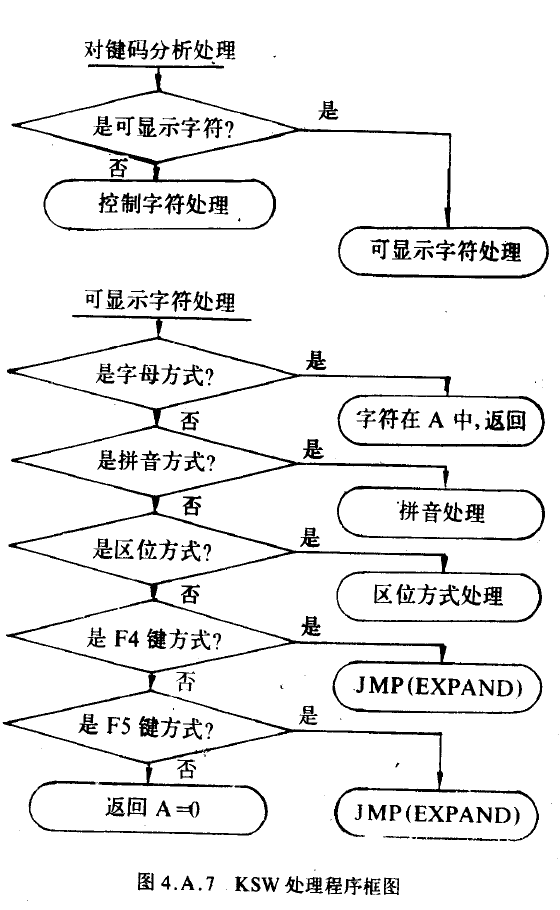 对键码分析处理
是可显示字符?
是
否
控制字符处理
可显示字符处理
可显示字符处理
是字母方式?
是
否
字符在 A 中,返回
是拼音方式?
是
否
拼音处理
是区位方式?
是
否
区位方式处理
是 F4 键方式?
是
否
JMP(EXPAND)
是 F5 键方式?
是
否
返回 A=0
JMP(EXPAND)
图 4.A.7 KSW 处理程序框图